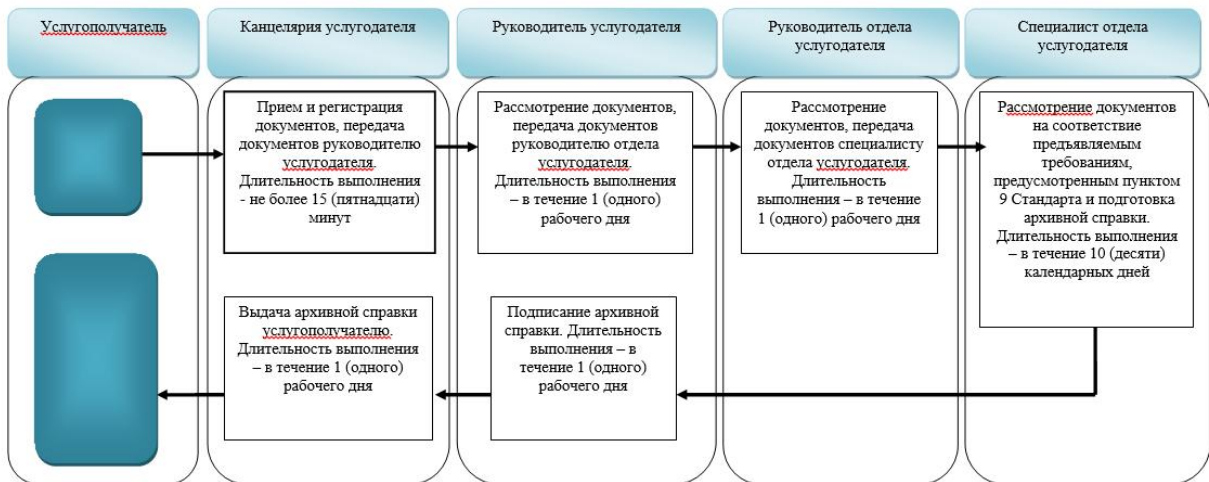 Услугополучатель
Канцелярия услугодателя
Руководитель услугодателя
Руководитель отдела
услугодателя
Специалист отдела
услугодателя
Прием и регистрация
документов, передача
документов руководителю
услугодателя.
Длительность выполнения
- не более 15 (пятнадцати)
минут
Рассмотрение документов,
передача документов
руководителю отдела
услугодателя.
Длительность выполнения
– в течение 1 (одного)
рабочего дня
Рассмотрение
документов, передача
документов специалисту
отдела услугодателя.
Длительность
выполнения – в течение
1 (одного) рабочего дня
Рассмотрение документов
на соответствие
предъявляемым
требованиям,
предусмотренным пунктом
9 Стандарта и подготовка
архивной справки.
Длительность выполнения
– в течение 10 (десяти)
календарных дней
Выдача архивной справки
услугополучателю.
Длительность выполнения
– в течение 1 (одного)
рабочего дня
Подписание архивной
справки. Длительность
выполнения – в
течение 1 (одного)
рабочего дня